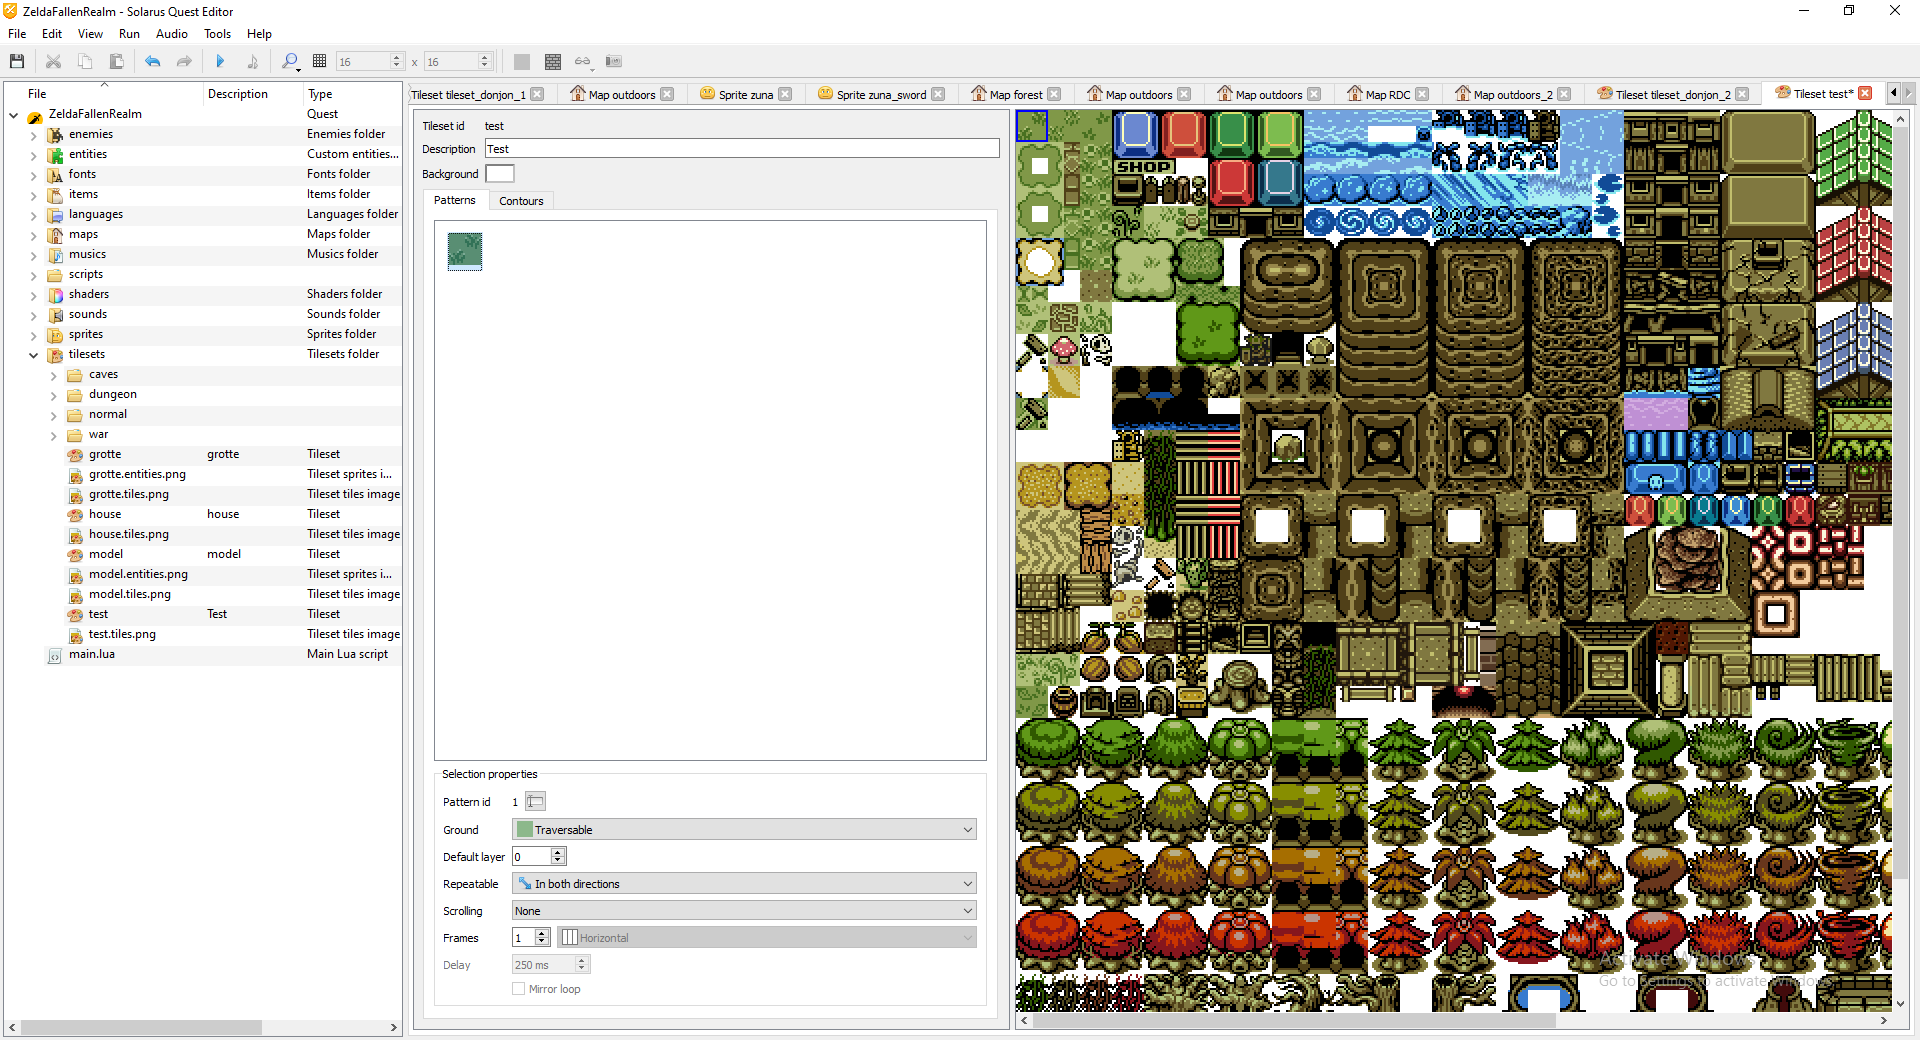 ZeldaFallenRealm - Solarus Quest Editor
File Edit View Run Audio Tools Help
16 x 16
File Description Type
ZeldaFallenRealm Quest
enemies Enemies folder
entities Custom entities...
fonts Fonts folder
items Items folder
languages Languages folder
maps Maps folder
musics Musics folder
scripts
shaders Shaders folder
sounds Sounds folder
sprites Sprites folder
tilesets Tilesets folder
caves
dungeon
normal
war
grotte grotte Tileset
grotte.entities.png Tileset sprites i...
grotte.tiles.png Tileset tiles image
house house Tileset
house.tiles.png Tileset tiles image
model model Tileset
model.entities.png Tileset sprites i...
model.tiles.png Tileset tiles image
test Test Tileset
test.tiles.png Tileset tiles image
main.lua Main Lua script
Tileset tileset_donjon_1 Map outdoors Sprite zuna Sprite zuna_sword Map outdoors Map forest Map outdoors Map outdoors Map RDC Map outdoors_2 Tileset tileset_donjon_2 Tileset test*
Tileset id test
Description Test
Background
Patterns Contours
Selection properties
Pattern id 1
Ground Traversable
Default layer 0
Repeatable In both directions
Scrolling None
Frames 1 Horizontal
Delay 250 ms
Mirror loop
SHOP
Activate Windows
Go to Settings to activate Windows.